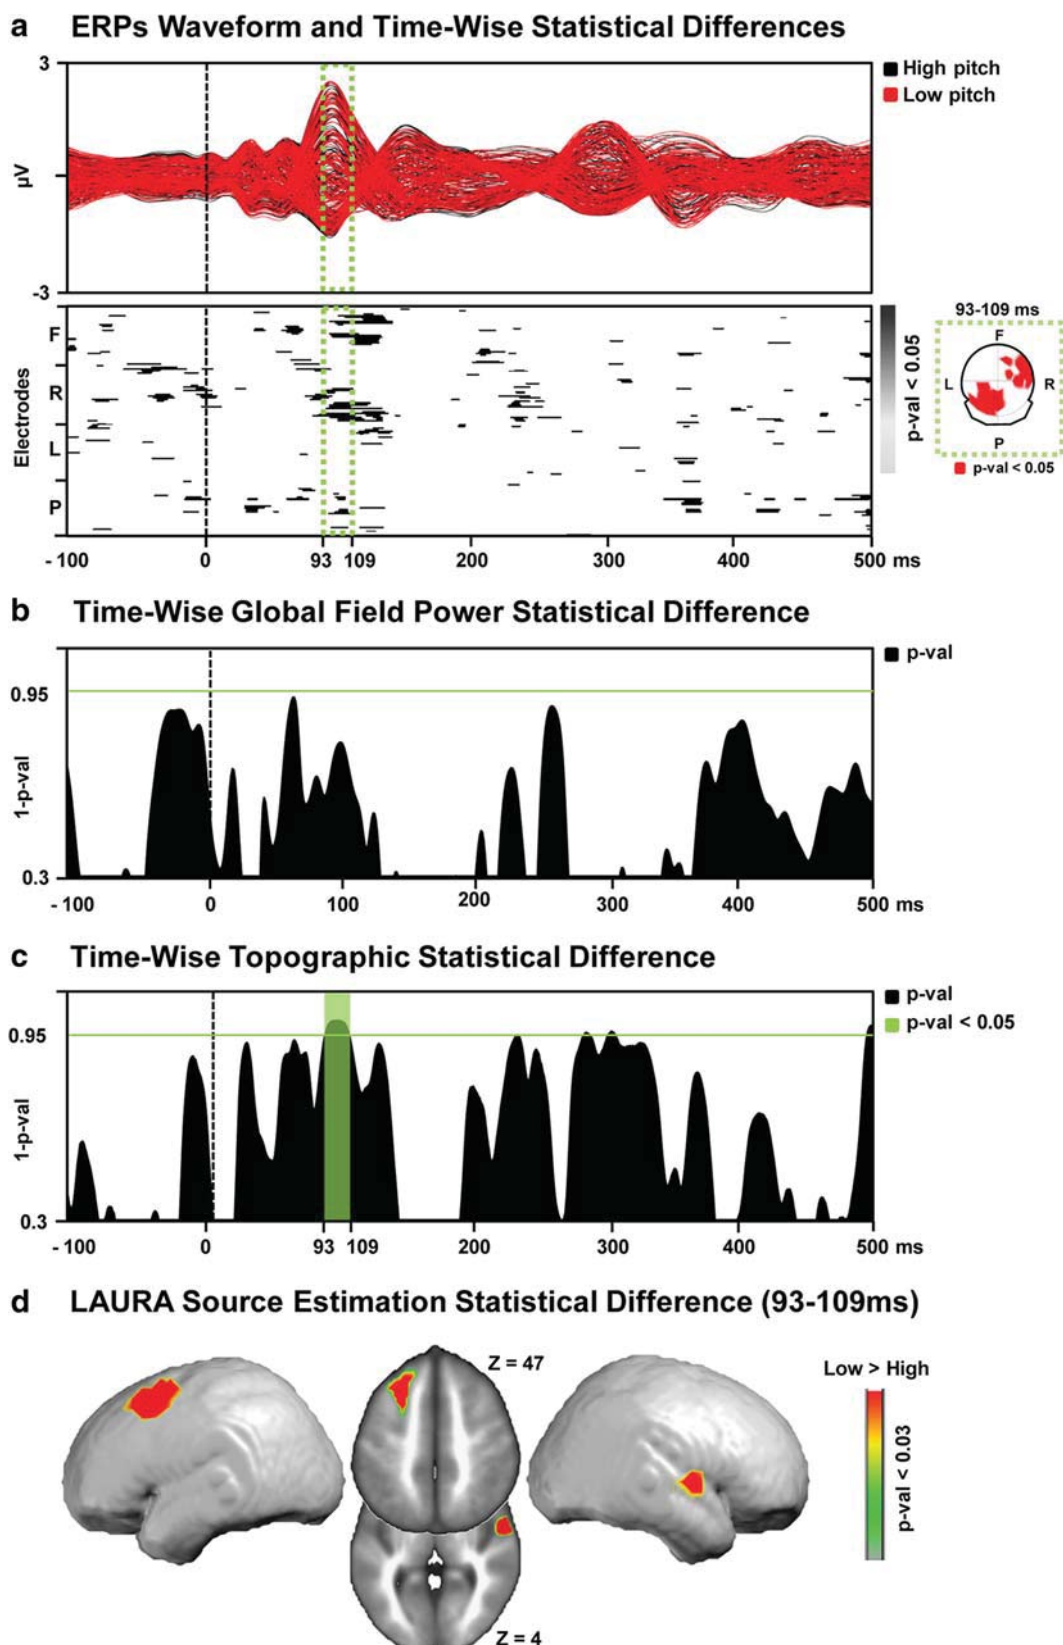 a ERPs Waveform and Time-Wise Statistical Differences
3
High pitch
Low pitch
µV
-3
F
R
L
P
Electrodes
p-val < 0.05
93-109 ms
F
L R
P
p-val < 0.05
- 100 0 93 109 200 300 400 500 ms
b Time-Wise Global Field Power Statistical Difference
p-val
0.95
1-p-val
0.3
- 100 0 100 200 300 400 500 ms
c Time-Wise Topographic Statistical Difference
p-val
p-val < 0.05
0.95
1-p-val
0.3
- 100 0 93 109 200 300 400 500 ms
d LAURA Source Estimation Statistical Difference (93-109ms)
Z = 47
Low > High
p-val < 0.03
Z = 4